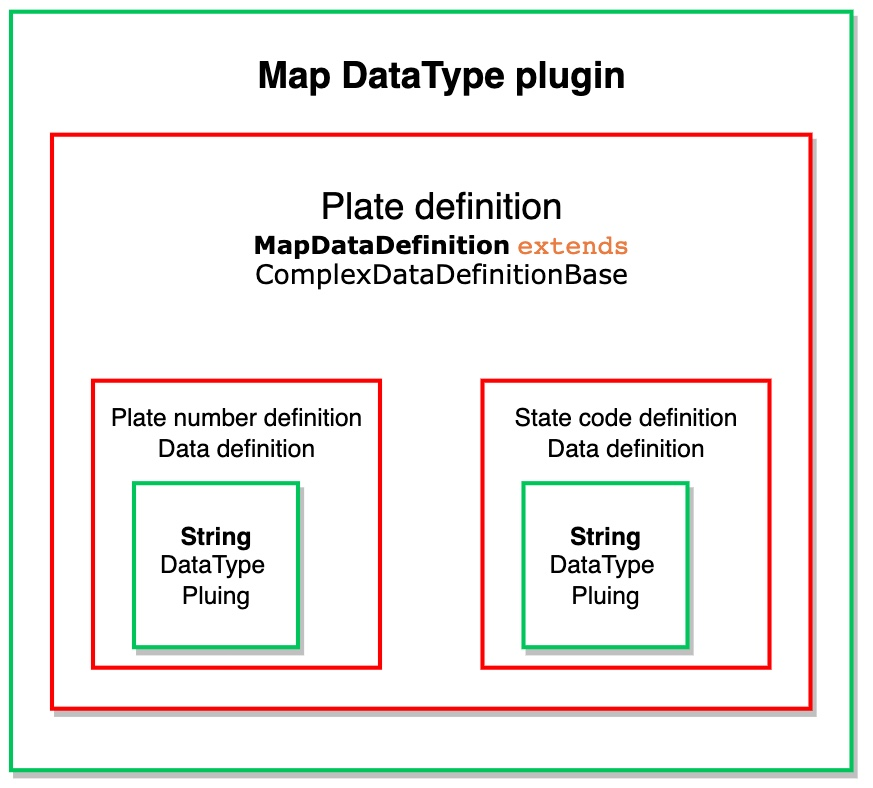 Map DataType plugin
Plate definition
MapDataDefinition extends
ComplexDataDefinitionBase
Plate number definition
Data definition
String
DataType
Pluing
State code definition
Data definition
String
DataType
Pluing